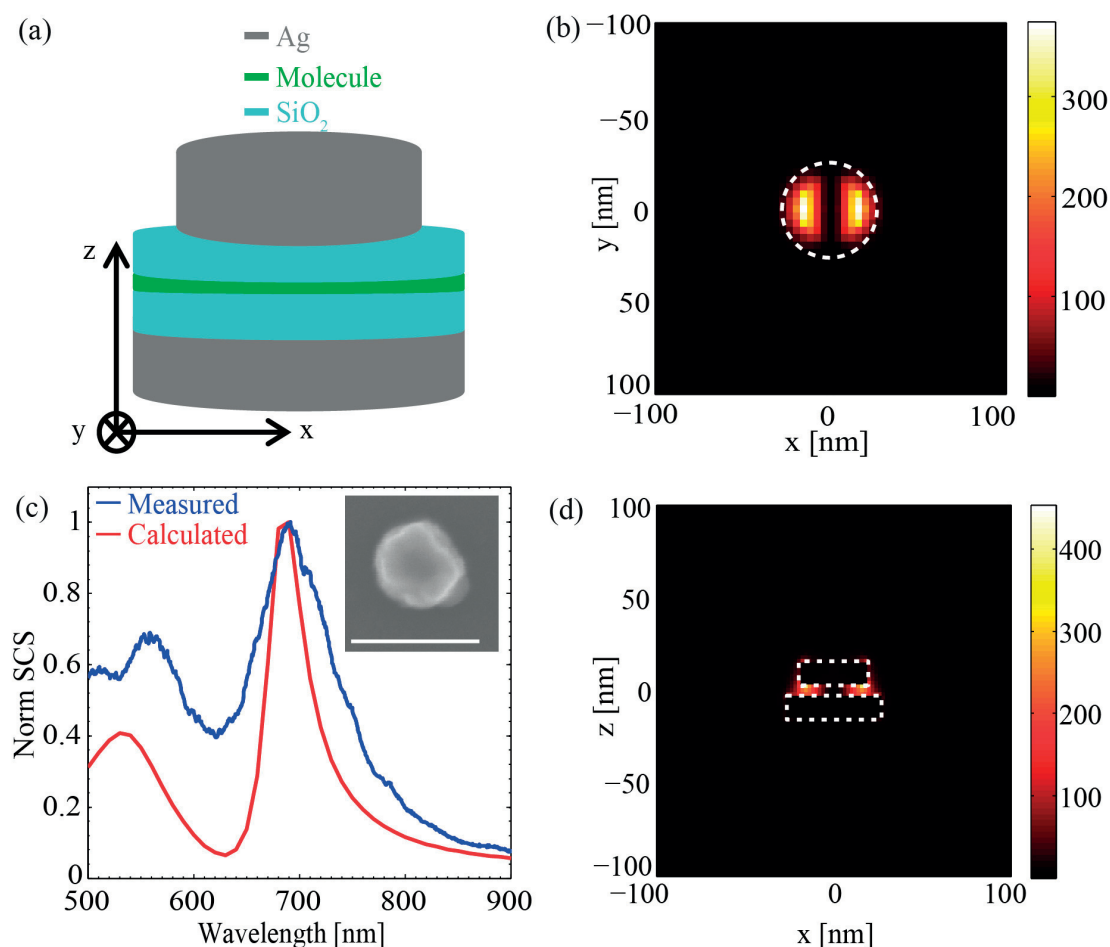 (a)
Ag
Molecule
SiO₂
z
y
x
(b)
−100
−50
0
50
100
y [nm]
−100
0
100
x [nm]
300
200
100
(c)
Measured
Calculated
1
0.8
0.6
0.4
0.2
0
Norm SCS
500
600
700
800
900
Wavelength [nm]
(d)
100
50
0
−50
−100
z [nm]
−100
0
100
x [nm]
400
300
200
100